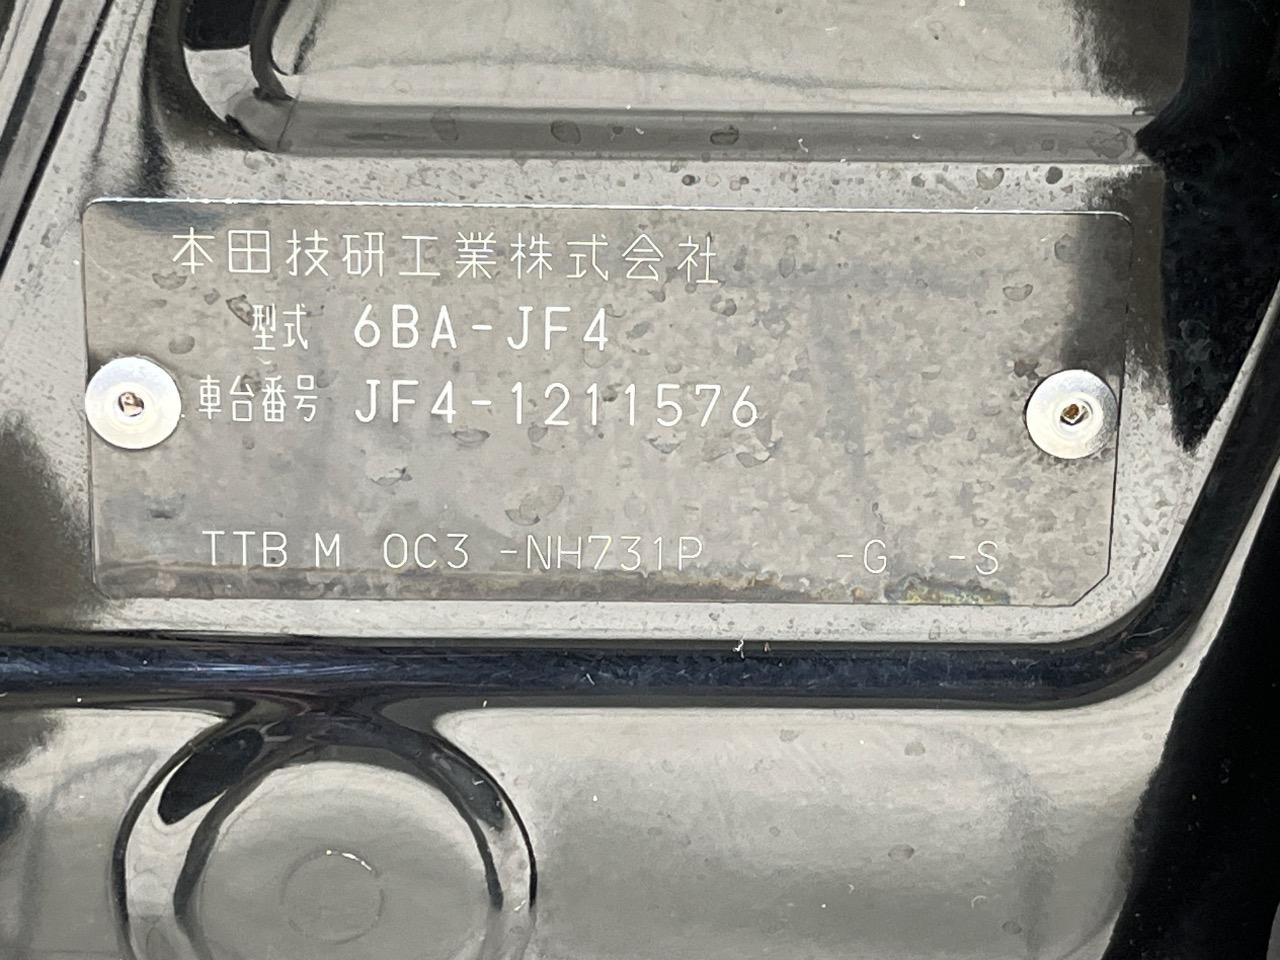 本田技研工業株式会社
型式 6BA-JF4
車台番号 JF4-1211576
TTB M 0C3 -NH731P -G -S